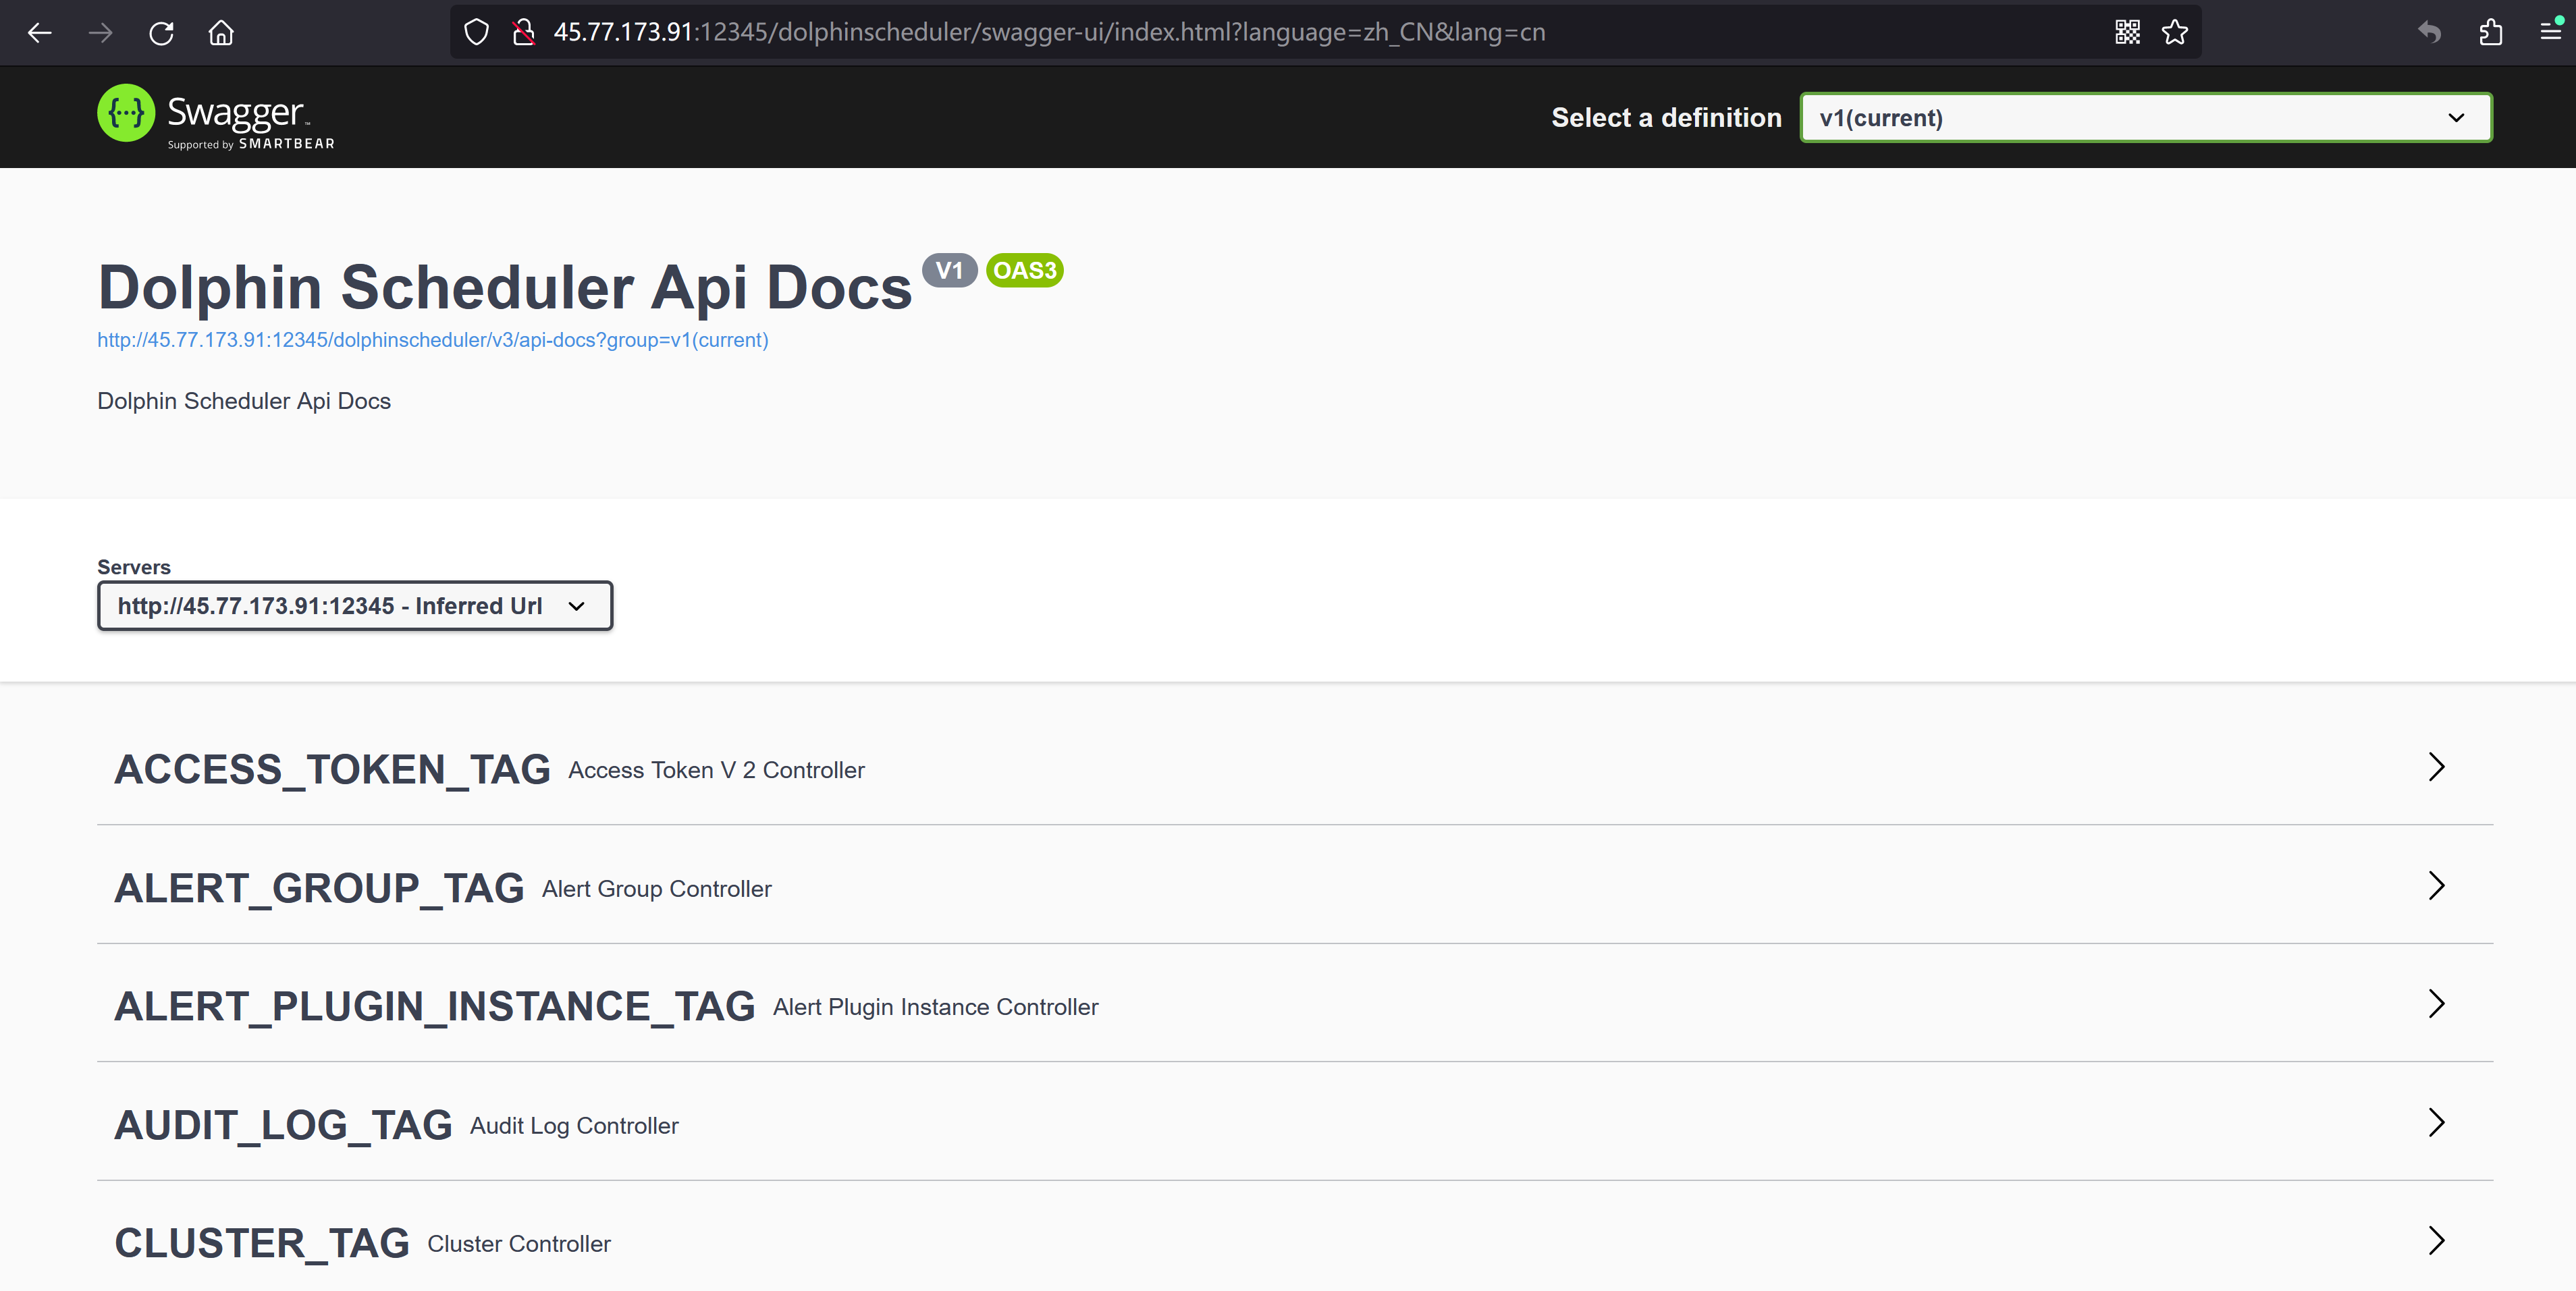 45.77.173.91:12345/dolphinscheduler/swagger-ui/index.html?language=zh_CN&lang=cn
Swagger™
Supported by SMARTBEAR
Select a definition
v1(current)
Dolphin Scheduler Api Docs V1 OAS3
http://45.77.173.91:12345/dolphinscheduler/v3/api-docs?group=v1(current)
Dolphin Scheduler Api Docs
Servers
http://45.77.173.91:12345 - Inferred Url
ACCESS_TOKEN_TAG Access Token V 2 Controller
ALERT_GROUP_TAG Alert Group Controller
ALERT_PLUGIN_INSTANCE_TAG Alert Plugin Instance Controller
AUDIT_LOG_TAG Audit Log Controller
CLUSTER_TAG Cluster Controller